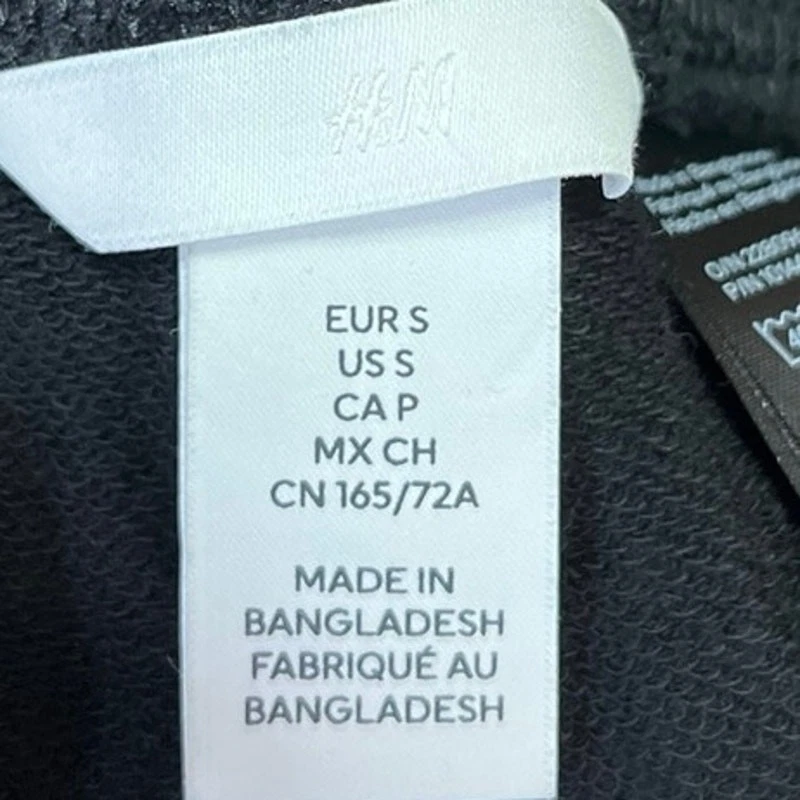 H&M
EUR S
US S
CA P
MX CH
CN 165/72A
MADE IN
BANGLADESH
FABRIQUÉ AU
BANGLADESH